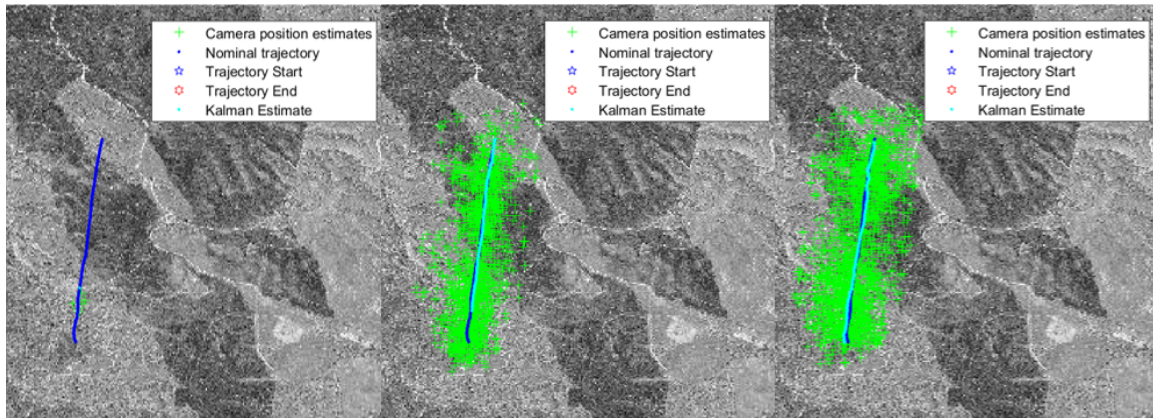 Camera position estimates
Nominal trajectory
Trajectory Start
Trajectory End
Kalman Estimate
Camera position estimates
Nominal trajectory
Trajectory Start
Trajectory End
Kalman Estimate
Camera position estimates
Nominal trajectory
Trajectory Start
Trajectory End
Kalman Estimate